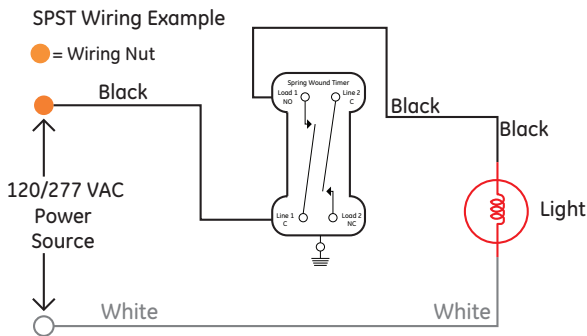 SPST Wiring Example
= Wiring Nut
Black
120/277 VAC
Power
Source
White
Spring Wound Timer
Load 1
NO
Line 2
C
Line 1
C
Load 2
NC
Black
Black
Light
White